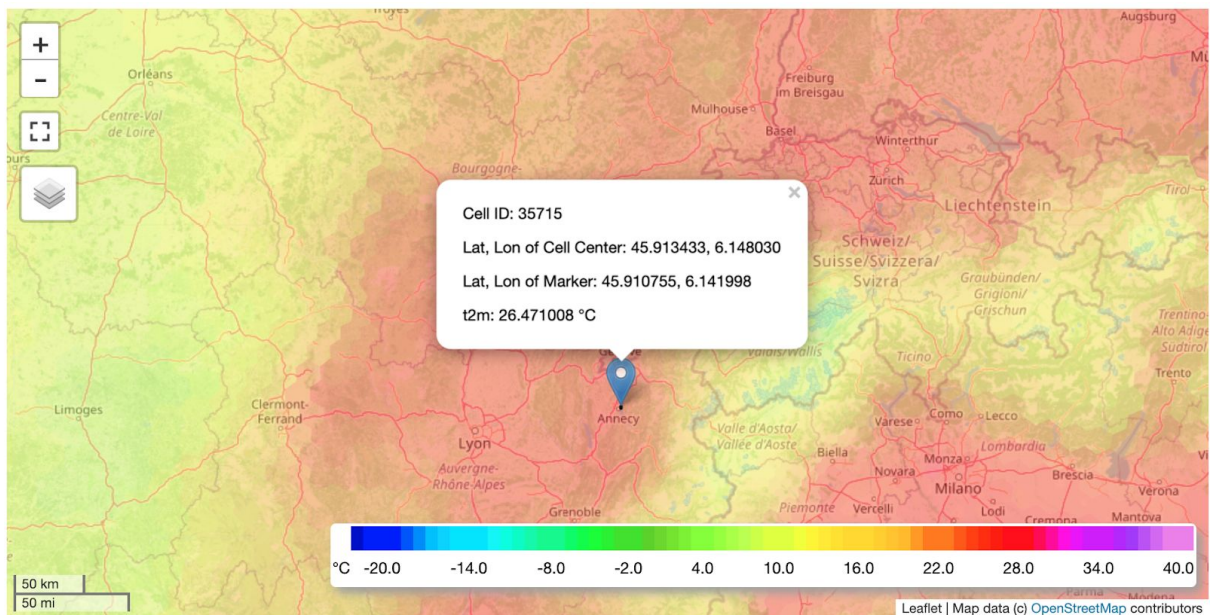 Troyes
Augsburg
+
−
Orléans
Freiburg
im Breisgau
Centre-Val
de Loire
Mulhouse
Basel
Winterthur
Bourgogne-
Zürich
Tirol
×
Cell ID: 35715
Lat, Lon of Cell Center: 45.913433, 6.148030
Lat, Lon of Marker: 45.910755, 6.141998
t2m: 26.471008 °C
Liechtenstein
Schweiz/
Suisse/Svizzera/
Svizra
Graubünden/
Grigioni/
Grischun
Trentino-
Alto Adige
Südtirol
Valais/Wallis
Ticino
Trento
Limoges
Clermont-
Ferrand
Annecy
Lyon
Valle d'Aosta/
Vallée d'Aoste
Varese
Como
Lecco
Biella
Monza
Lombardia
Auvergne-
Rhône-Alpes
Novara
Milano
Brescia
Verona
Grenoble
Piemonte
Vercelli
Lodi
Cremona
Mantova
°C -20.0 -14.0 -8.0 -2.0 4.0 10.0 16.0 22.0 28.0 34.0 40.0
Parma
Modena
50 km
50 mi
Leaflet | Map data (c) OpenStreetMap contributors